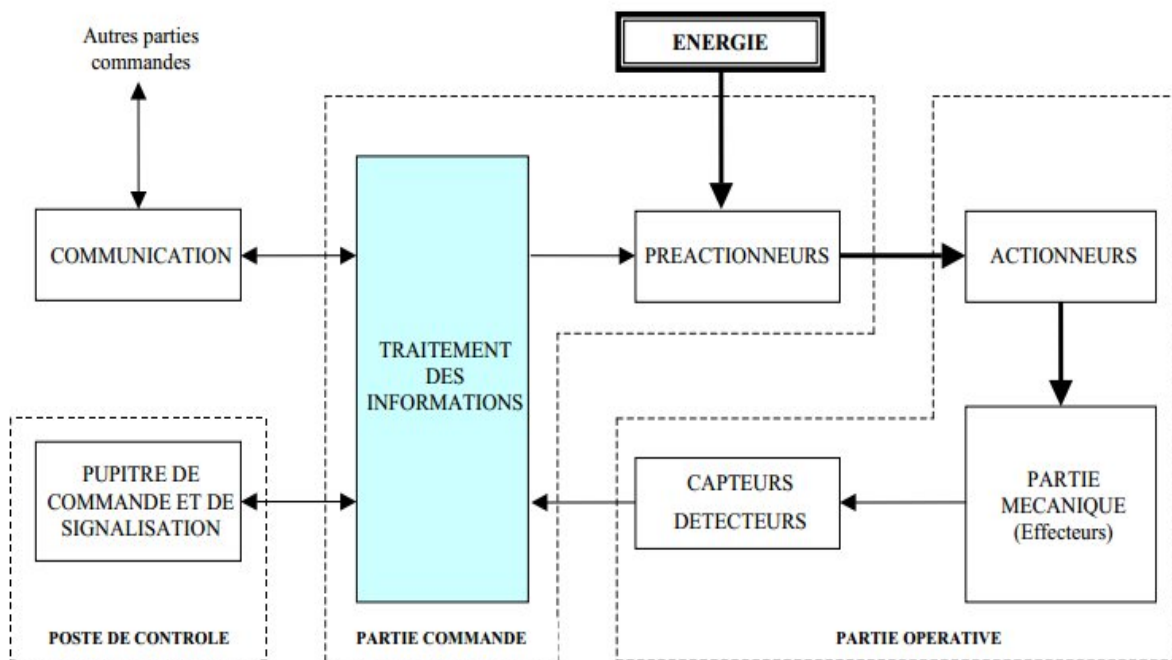 Autres parties
commandes
ENERGIE
COMMUNICATION
PREACTIONNEURS
ACTIONNEURS
TRAITEMENT
DES
INFORMATIONS
PUPITRE DE
COMMANDE ET DE
SIGNALISATION
CAPTEURS
DETECTEURS
PARTIE
MECANIQUE
(Effecteurs)
POSTE DE CONTROLE
PARTIE COMMANDE
PARTIE OPERATIVE